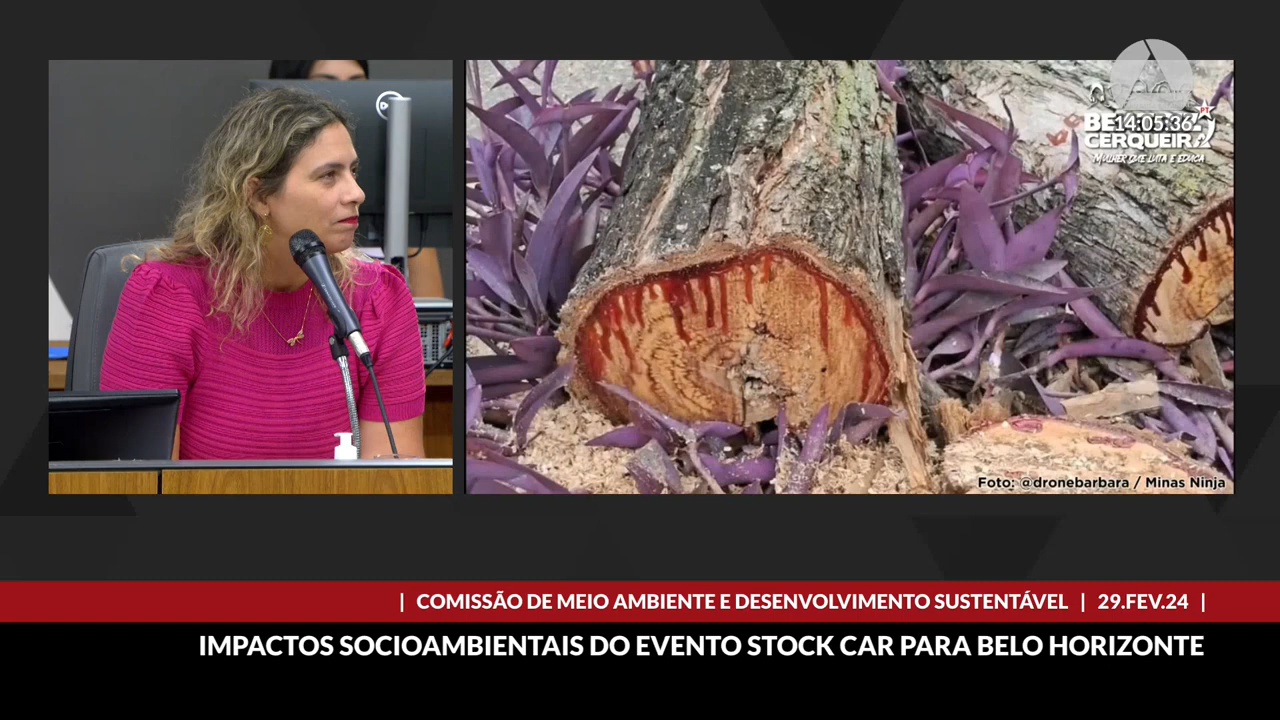 BE 14:05:36
CERQUEIRA
PT
MULHER QUE LUTA E EDUCA
Foto: @dronebarbara / Minas Ninja
| COMISSÃO DE MEIO AMBIENTE E DESENVOLVIMENTO SUSTENTÁVEL | 29.FEV.24 |
IMPACTOS SOCIOAMBIENTAIS DO EVENTO STOCK CAR PARA BELO HORIZONTE